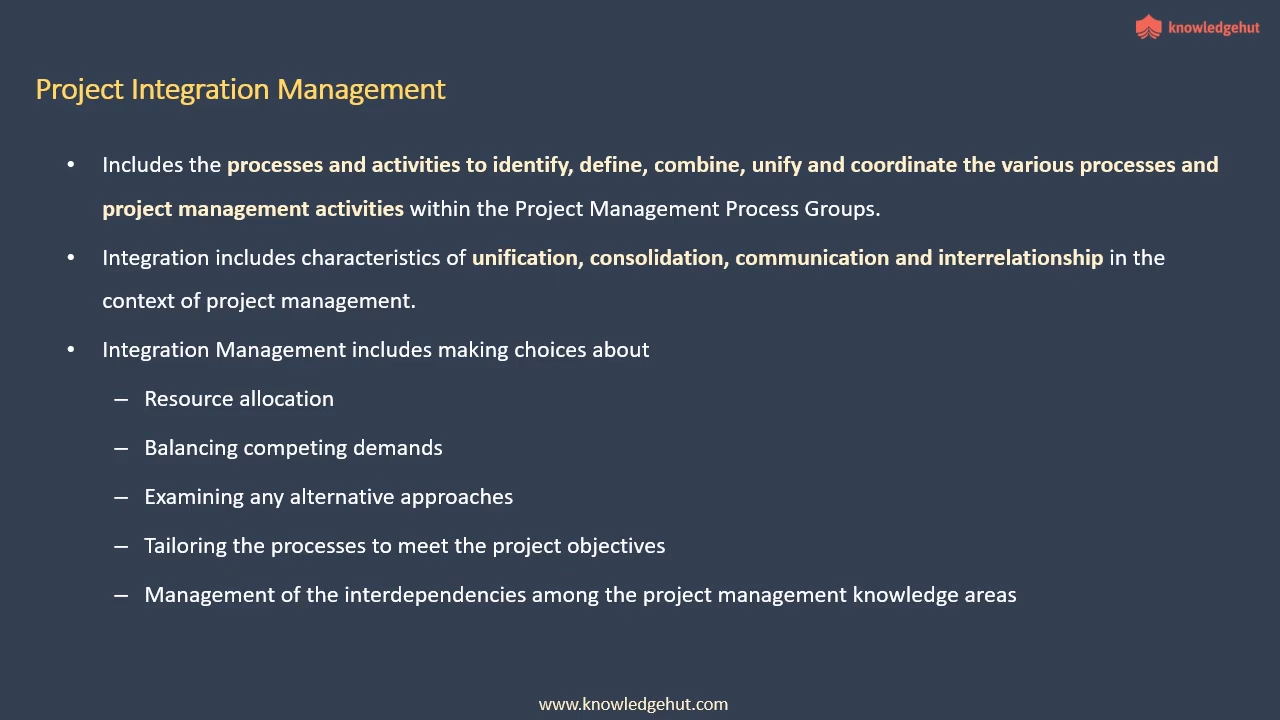 knowledgehut
Project Integration Management
• Includes the processes and activities to identify, define, combine, unify and coordinate the various processes and
project management activities within the Project Management Process Groups.
• Integration includes characteristics of unification, consolidation, communication and interrelationship in the
context of project management.
• Integration Management includes making choices about
– Resource allocation
– Balancing competing demands
– Examining any alternative approaches
– Tailoring the processes to meet the project objectives
– Management of the interdependencies among the project management knowledge areas
www.knowledgehut.com